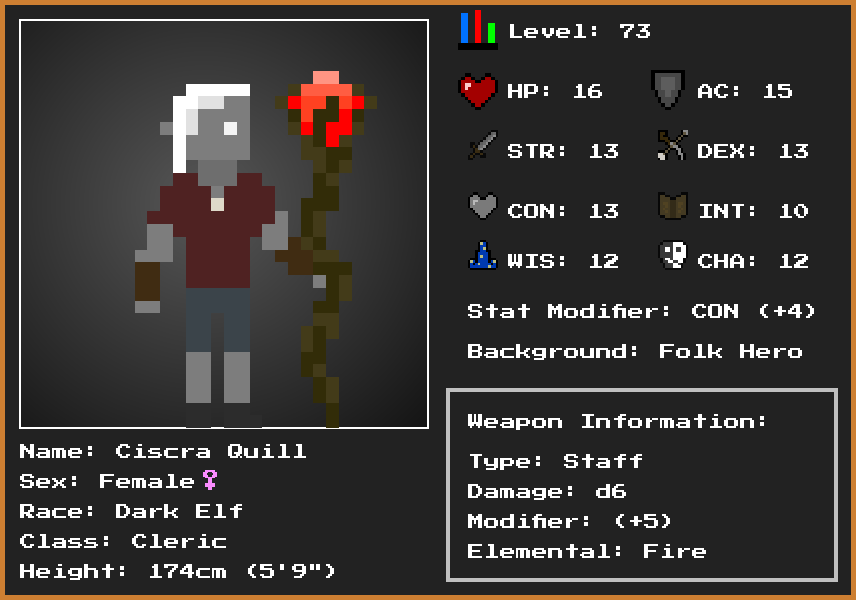 Level: 73
HP: 16 AC: 15
STR: 13 DEX: 13
CON: 13 INT: 10
WIS: 12 CHA: 12
Stat Modifier: CON (+4)
Background: Folk Hero
Weapon Information:
Type: Staff
Damage: d6
Modifier: (+5)
Elemental: Fire
Name: Ciscra Quill
Sex: Female♀
Race: Dark Elf
Class: Cleric
Height: 174cm (5'9")